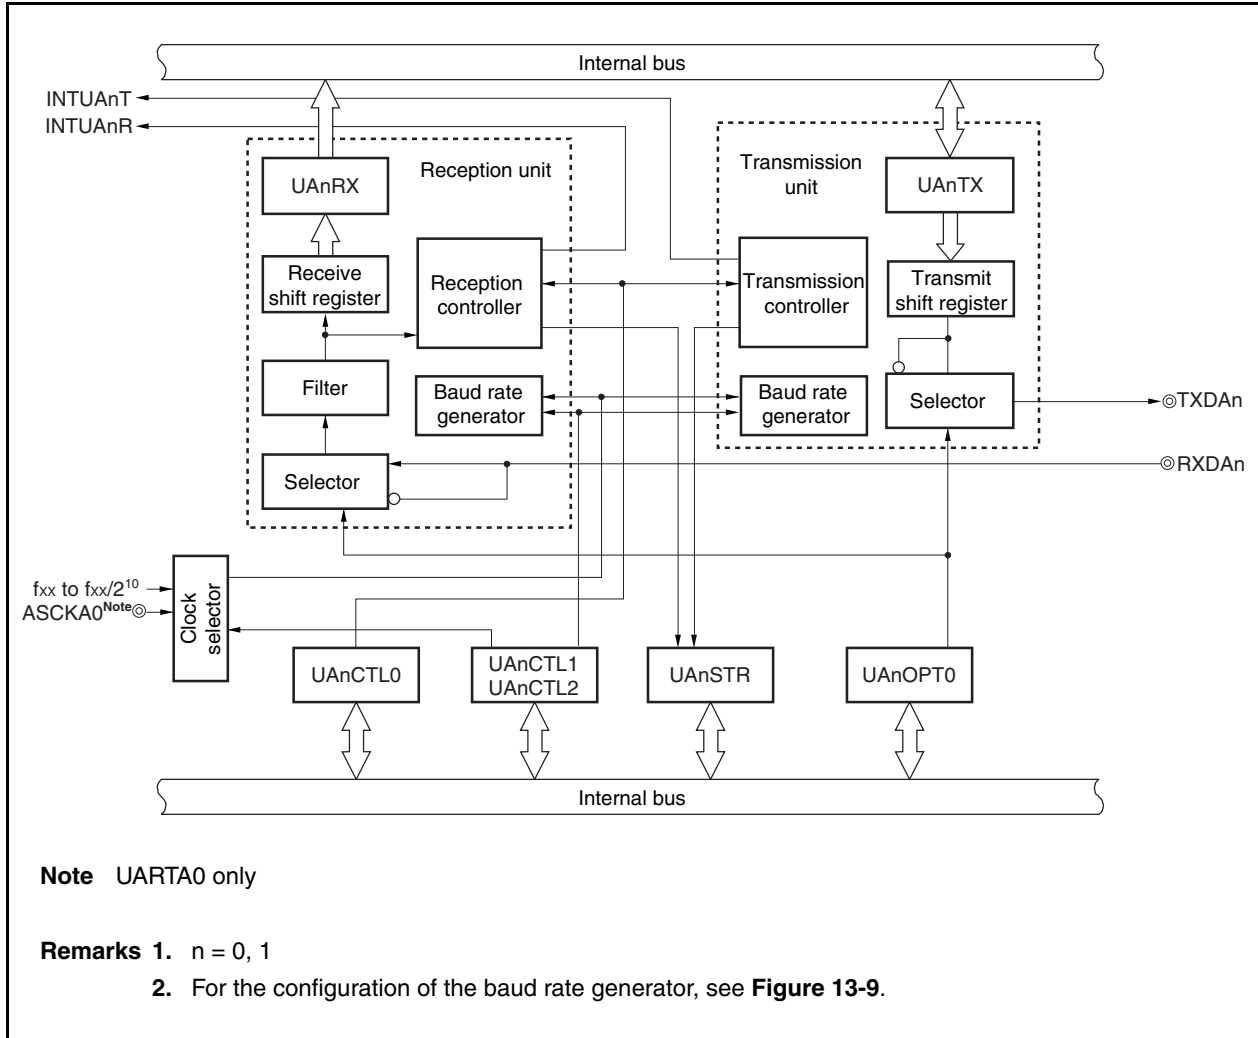 Internal bus
INTUAnT
INTUAnR
Reception unit
UAnRX
Receive
shift register
Reception
controller
Filter
Baud rate
generator
Selector
Transmission
unit
UAnTX
Transmission
controller
Transmit
shift register
Baud rate
generator
Selector
TXDAn
RXDAn
fxx to fxx/2¹⁰
ASCKA0Note
Clock
selector
UAnCTL0
UAnCTL1
UAnCTL2
UAnSTR
UAnOPT0
Internal bus
Note UARTA0 only
Remarks 1. n = 0, 1
2. For the configuration of the baud rate generator, see Figure 13-9.